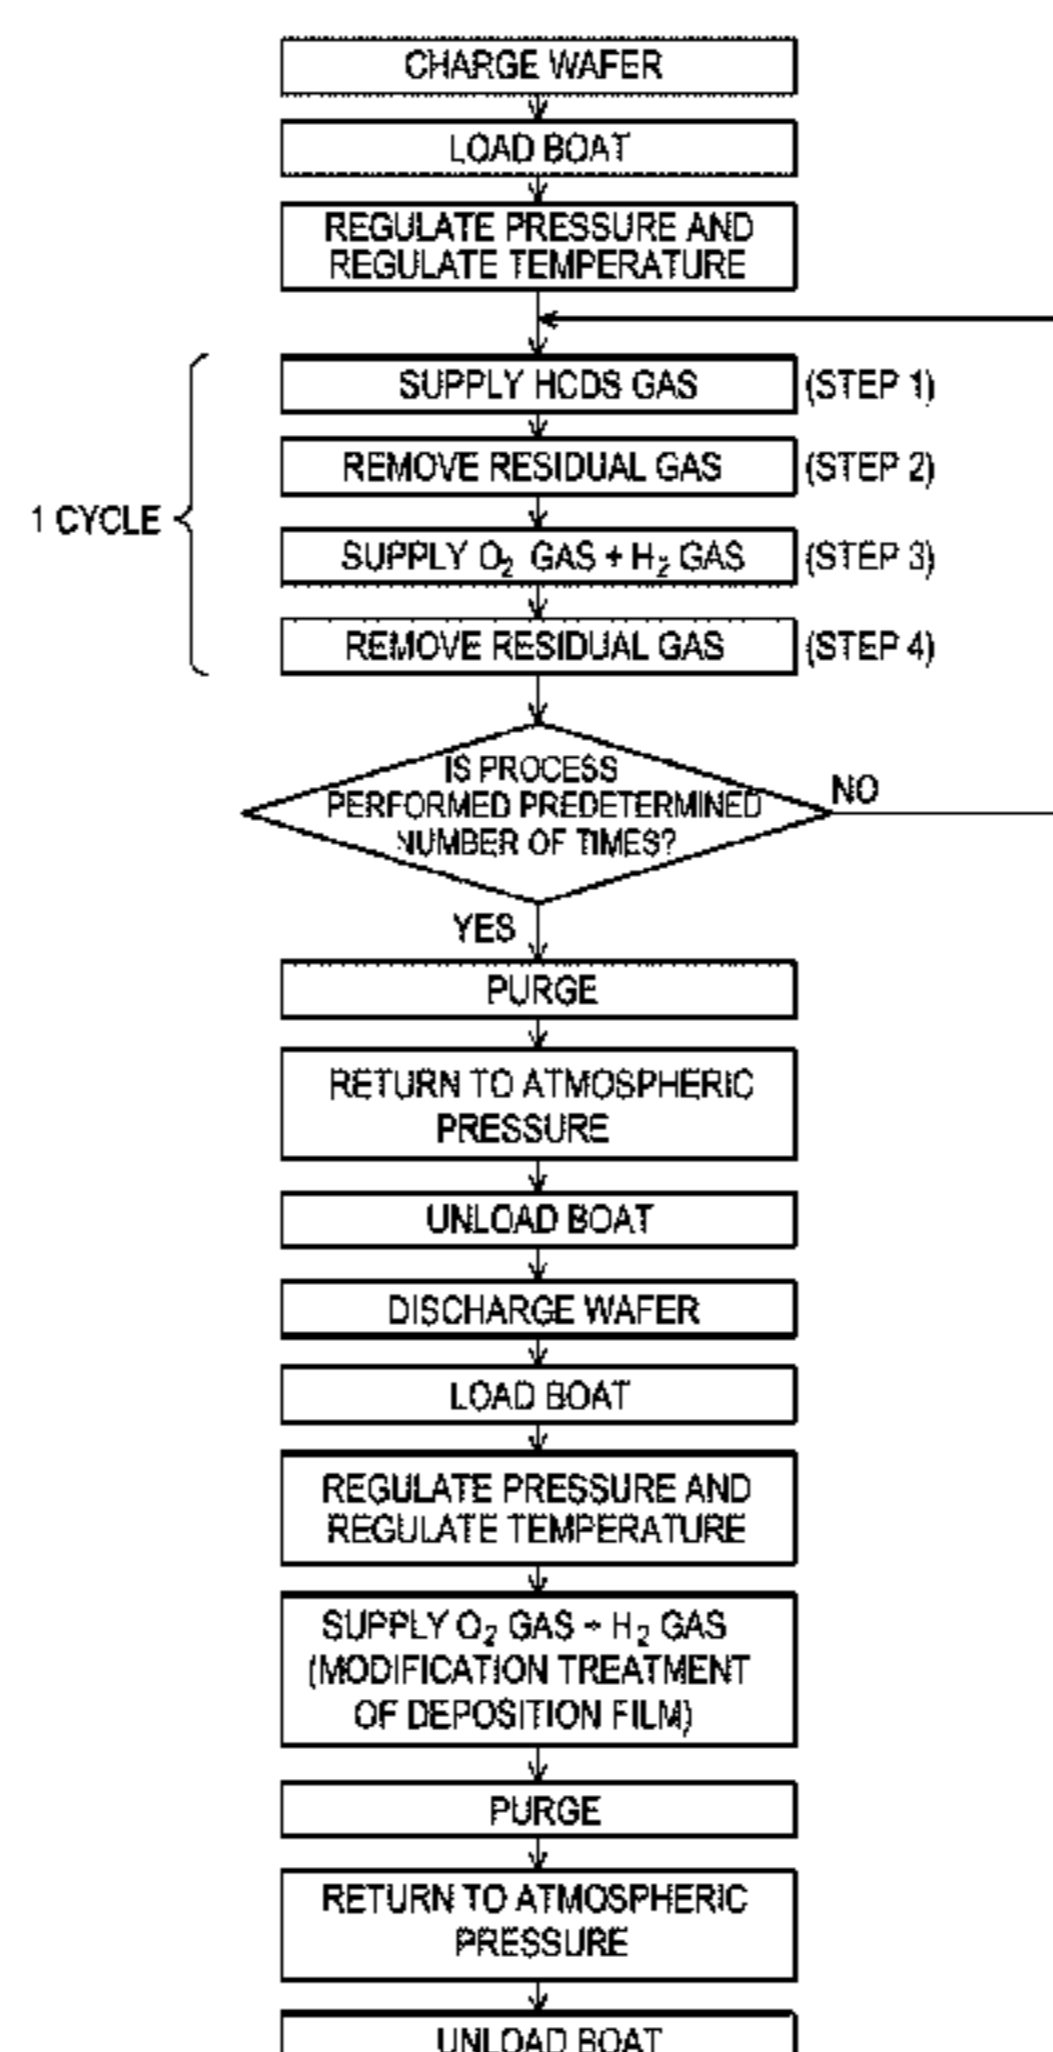 CHARGE WAFER
LOAD BOAT
REGULATE PRESSURE AND
REGULATE TEMPERATURE
SUPPLY HCDS GAS (STEP 1)
REMOVE RESIDUAL GAS (STEP 2)
1 CYCLE
SUPPLY O₂ GAS + H₂ GAS (STEP 3)
REMOVE RESIDUAL GAS (STEP 4)
IS PROCESS
PERFORMED PREDETERMINED
NUMBER OF TIMES?
NO
YES
PURGE
RETURN TO ATMOSPHERIC
PRESSURE
UNLOAD BOAT
DISCHARGE WAFER
LOAD BOAT
REGULATE PRESSURE AND
REGULATE TEMPERATURE
SUPPLY O₂ GAS + H₂ GAS
(MODIFICATION TREATMENT
OF DEPOSITION FILM)
PURGE
RETURN TO ATMOSPHERIC
PRESSURE
UNLOAD BOAT